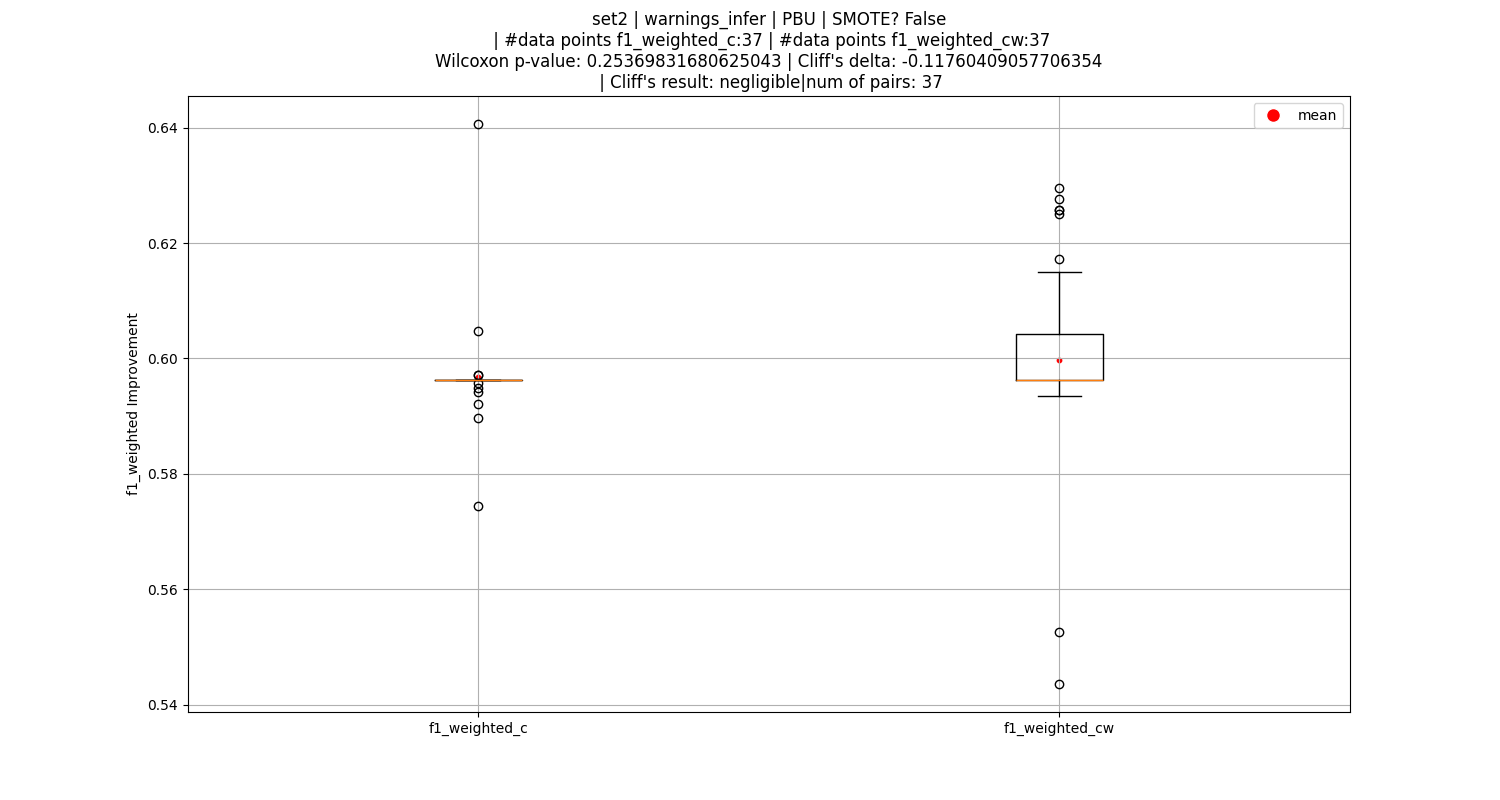 set2 | warnings_infer | PBU | SMOTE? False
| #data points f1_weighted_c:37 | #data points f1_weighted_cw:37
Wilcoxon p-value: 0.25369831680625043 | Cliff's delta: -0.11760409057706354
| Cliff's result: negligible|num of pairs: 37
mean
0.64
0.62
0.60
0.58
0.56
0.54
f1_weighted Improvement
f1_weighted_c
f1_weighted_cw